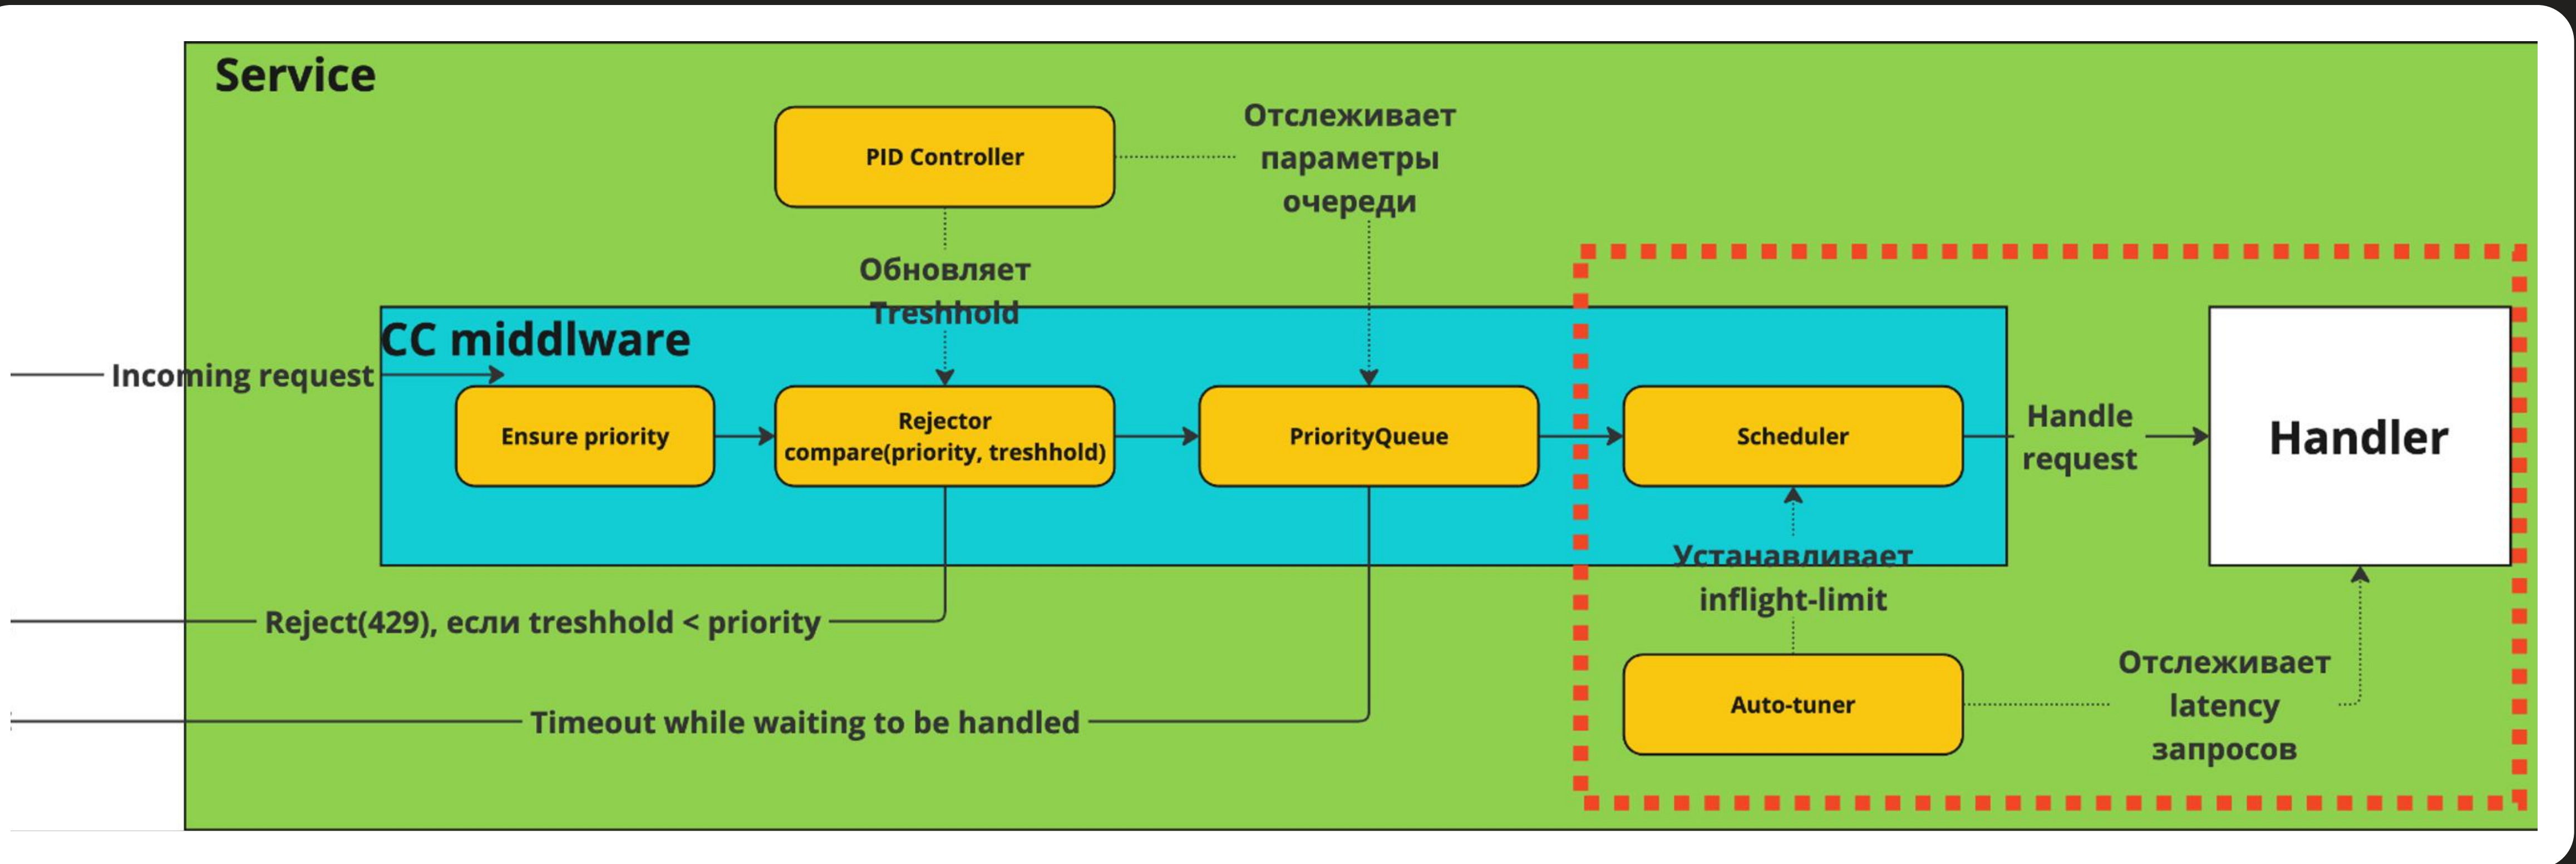 Service
PID Controller
Отслеживает
параметры
очереди
Обновляет
Treshhold
CC middlware
Incoming request
Ensure priority
Rejector
compare(priority, treshhold)
PriorityQueue
Scheduler
Handle
request
Handler
Устанавливает
inflight-limit
Reject(429), если treshhold < priority
Auto-tuner
Отслеживает
latency
запросов
Timeout while waiting to be handled